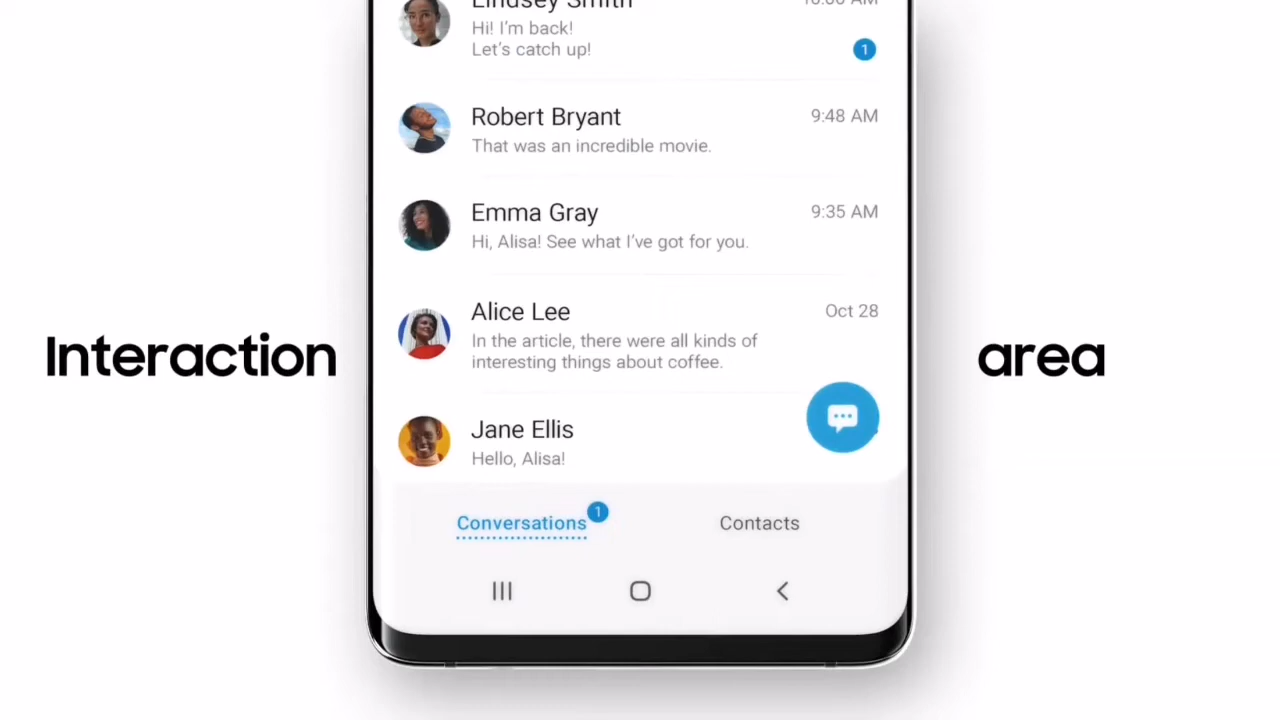 Lindsey Smith
Hi! I'm back!
Let's catch up!
1
Robert Bryant
9:48 AM
That was an incredible movie.
Emma Gray
9:35 AM
Hi, Alisa! See what I've got for you.
Interaction area
Alice Lee
Oct 28
In the article, there were all kinds of
interesting things about coffee.
Jane Ellis
Hello, Alisa!
Conversations
1
Contacts